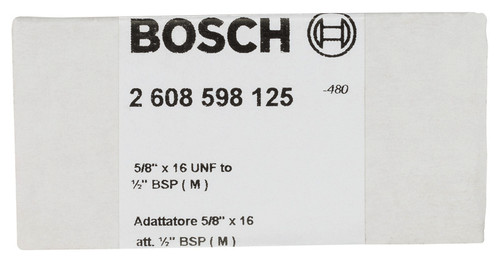 BOSCH
2 608 598 125 -480
5/8" x 16 UNF to
½" BSP ( M )
Adattatore 5/8" x 16
att. ½" BSP ( M )